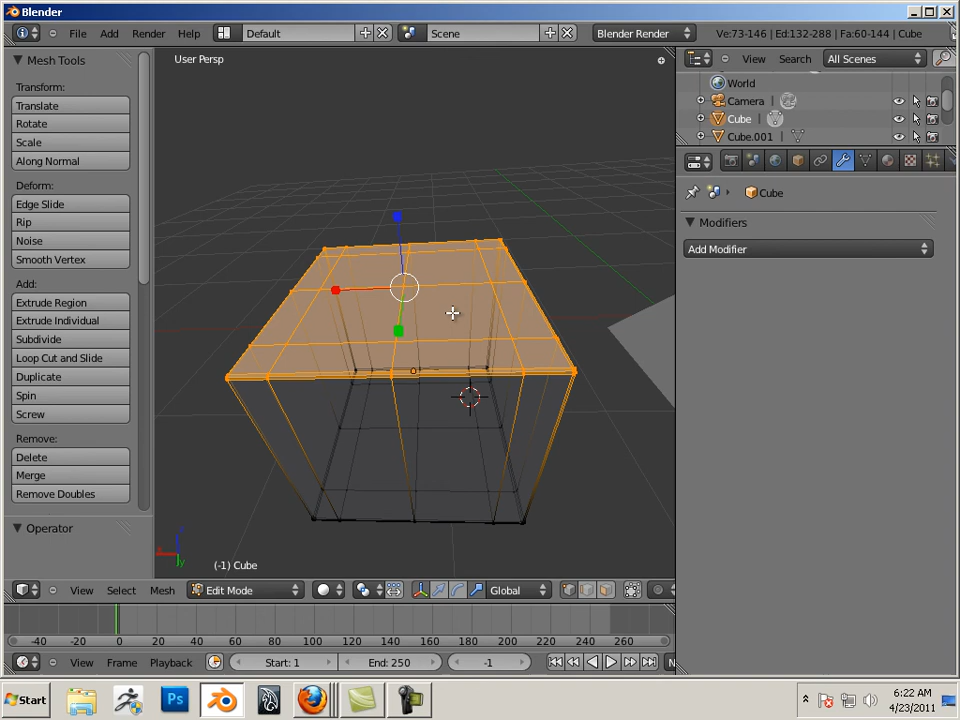 Blender
File Add Render Help Default Scene Blender Render Ve:73-146 | Ed:132-288 | Fa:60-144 | Cube
Mesh Tools
Transform:
Translate
Rotate
Scale
Along Normal
Deform:
Edge Slide
Rip
Noise
Smooth Vertex
Add:
Extrude Region
Extrude Individual
Subdivide
Loop Cut and Slide
Duplicate
Spin
Screw
Remove:
Delete
Merge
Remove Doubles
Operator
User Persp
(-1) Cube
View Search All Scenes
World
Camera
Cube
Cube.001
Cube
Modifiers
Add Modifier
View Select Mesh Edit Mode Global
-40 -20 0 20 40 60 80 100 120 140 160 180 200 220 240 260
View Frame Playback Start: 1 End: 250 -1
Start Ps 6:22 AM
4/23/2011